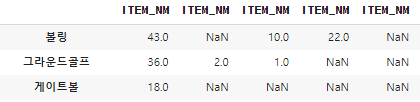 ITEM_NM ITEM_NM ITEM_NM ITEM_NM ITEM_NM
볼링 43.0 NaN 10.0 22.0 NaN
그라운드골프 36.0 2.0 1.0 NaN NaN
게이트볼 18.0 NaN NaN NaN NaN